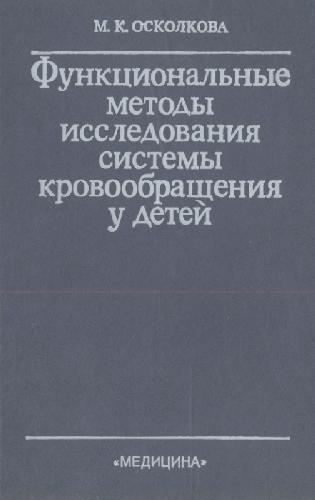 М. К. ОСКОЛКОВА
Функциональные
методы
исследования
системы
кровообращения
у детей
«МЕДИЦИНА»